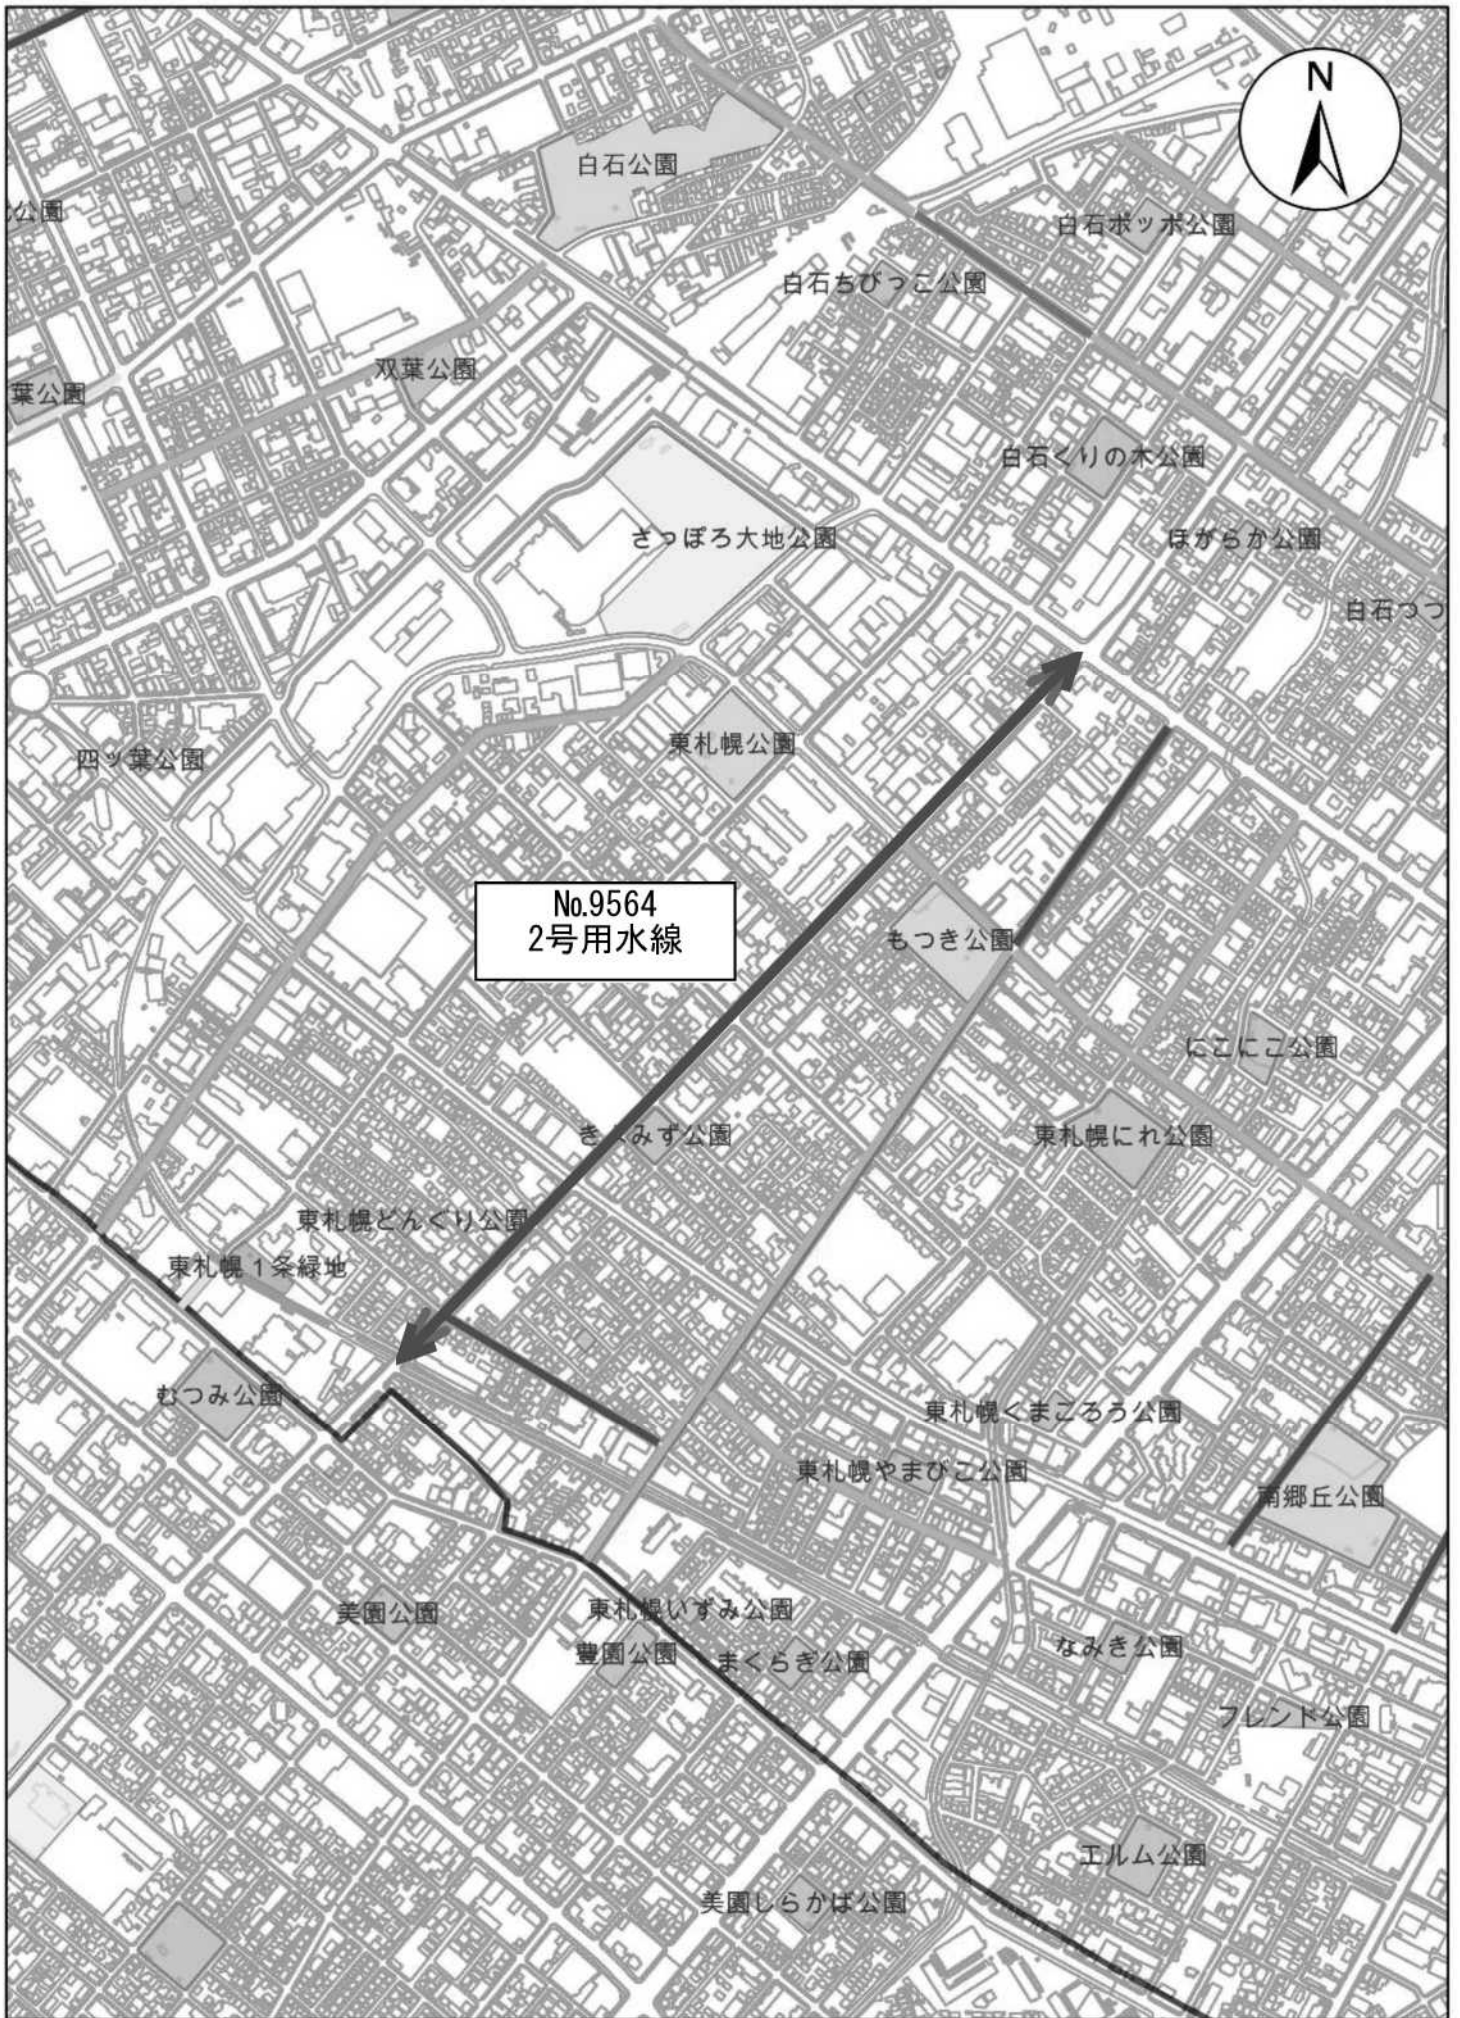 N
白石公園
公園
白石ポッポ公園
白石ちびっこ公園
双葉公園
葉公園
白石くりの木公園
さっぽろ大地公園
ほがらか公園
白石つつ
東札幌公園
四ツ葉公園
No.9564
2号用水線
もつき公園
にこにこ公園
みず公園
東札幌にれ公園
東札幌どんぐり公園
東札幌1条緑地
むつみ公園
東札幌くまごろう公園
東札幌やまびこ公園
南郷丘公園
美園公園
東札幌いずみ公園
豊園公園
まくらぎ公園
なみき公園
フレンド公園
エルム公園
美園しらかば公園